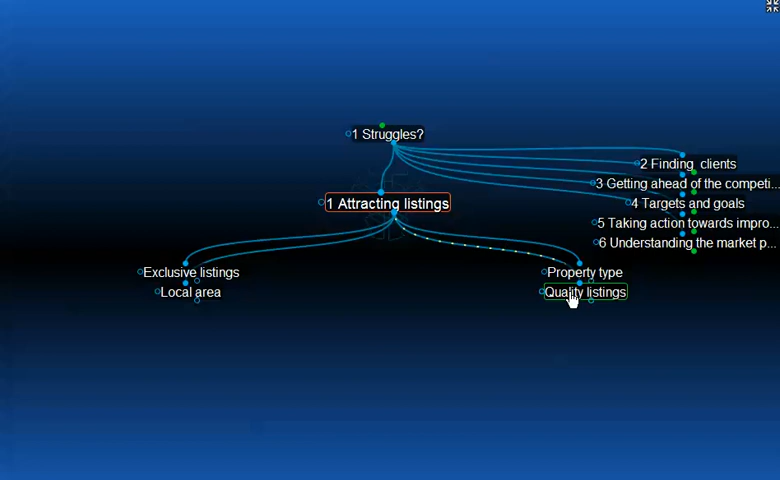 1 Struggles?
2 Finding clients
3 Getting ahead of the competi...
1 Attracting listings
4 Targets and goals
5 Taking action towards impro...
6 Understanding the market p...
Exclusive listings
Property type
Local area
Quality listings